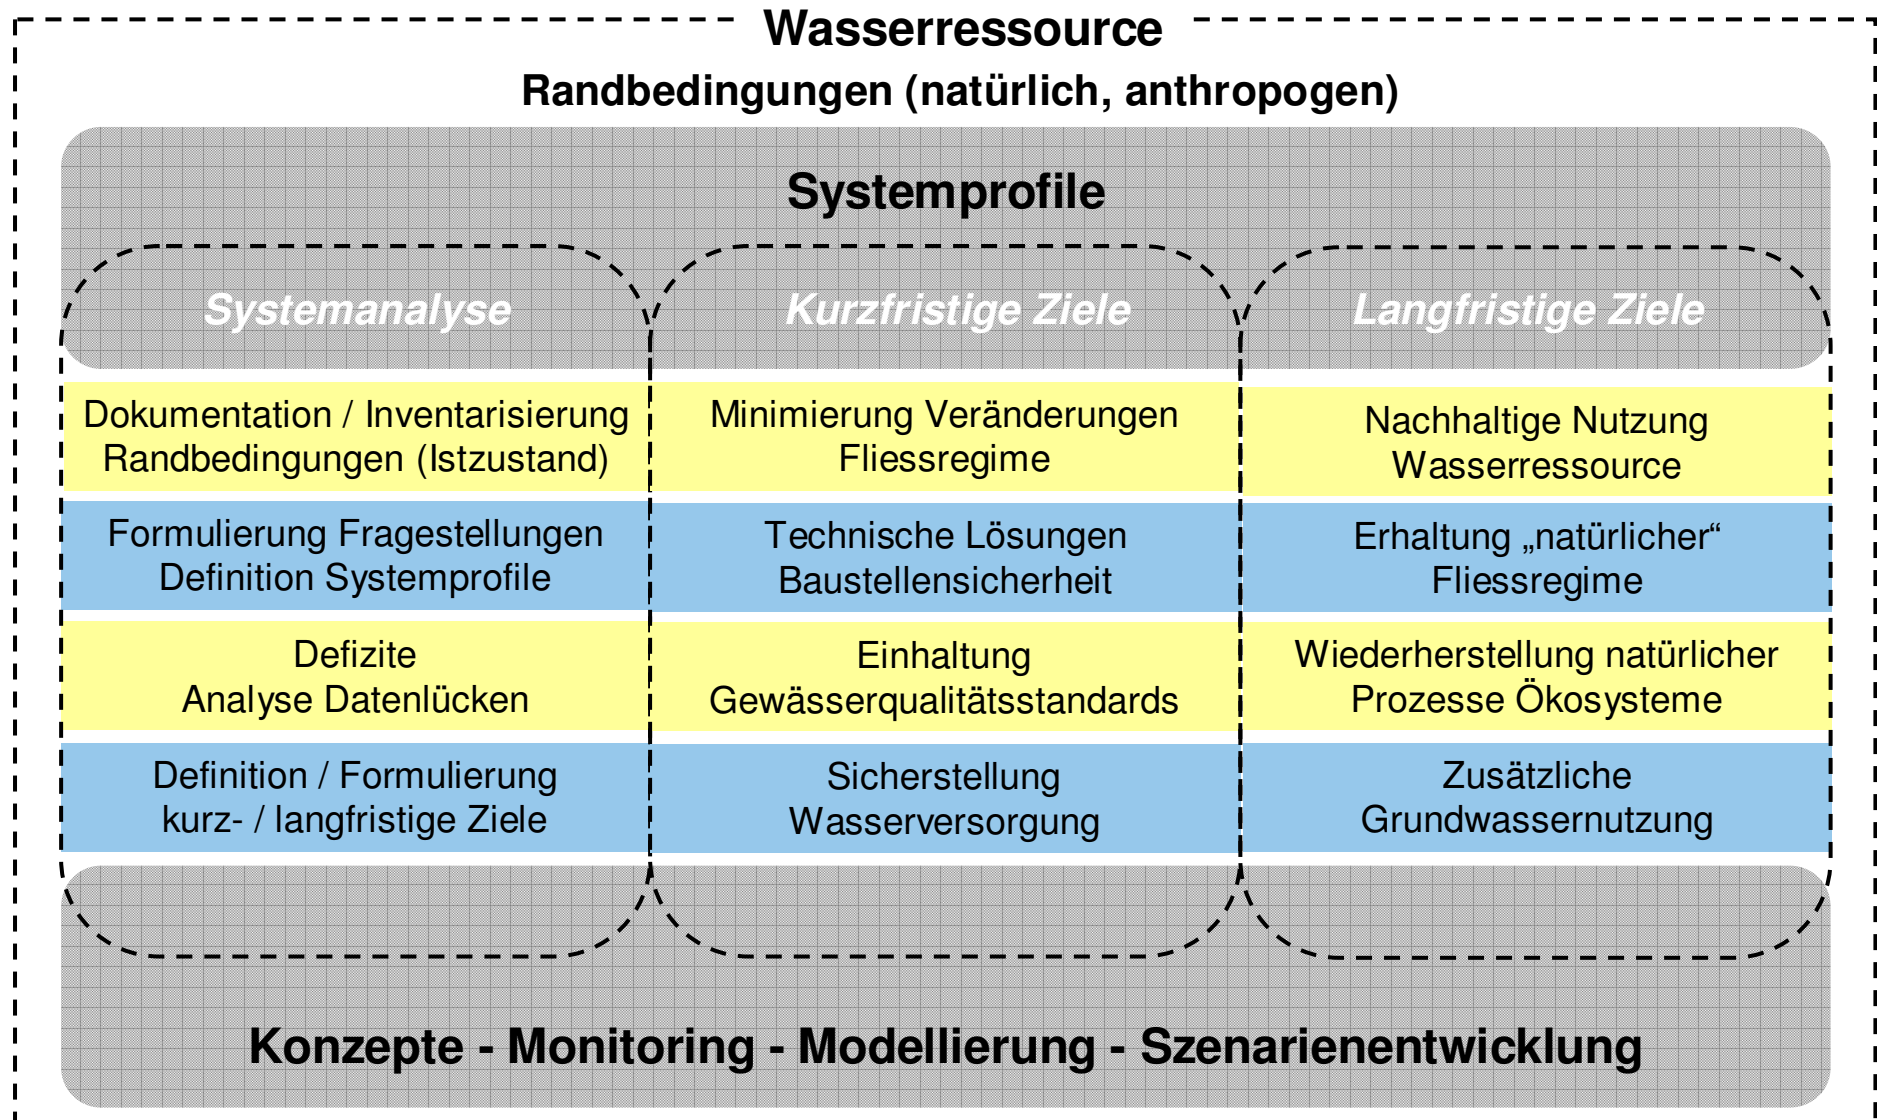 Wasserressource
Randbedingungen (natürlich, anthropogen)
Systemprofile
Systemanalyse
Kurzfristige Ziele
Langfristige Ziele
Dokumentation / Inventarisierung
Randbedingungen (Istzustand)
Minimierung Veränderungen
Fliessregime
Nachhaltige Nutzung
Wasserressource
Formulierung Fragestellungen
Definition Systemprofile
Technische Lösungen
Baustellensicherheit
Erhaltung „natürlicher“
Fliessregime
Defizite
Analyse Datenlücken
Einhaltung
Gewässerqualitätsstandards
Wiederherstellung natürlicher
Prozesse Ökosysteme
Definition / Formulierung
kurz- / langfristige Ziele
Sicherstellung
Wasserversorgung
Zusätzliche
Grundwassernutzung
Konzepte - Monitoring - Modellierung - Szenarienentwicklung